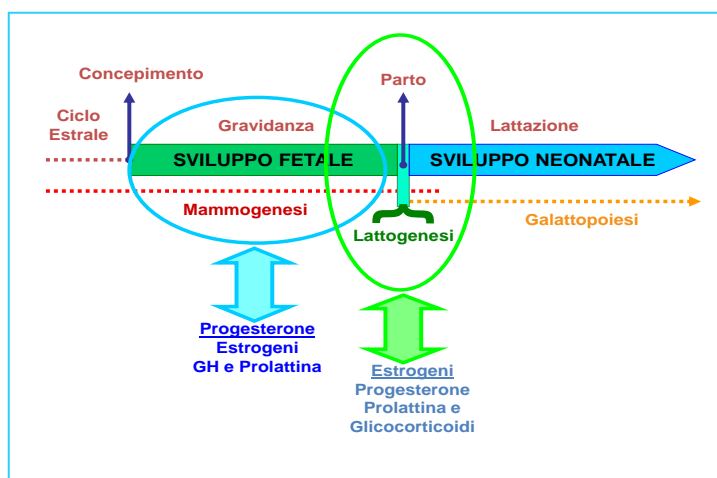 Concepimento
Parto
Ciclo
Estrale
Gravidanza
Lattazione
SVILUPPO FETALE
SVILUPPO NEONATALE
Mammogenesi
Lattogenesi
Galattopoiesi
Progesterone
Estrogeni
GH e Prolattina
Estrogeni
Progesterone
Prolattina e
Glicocorticoidi